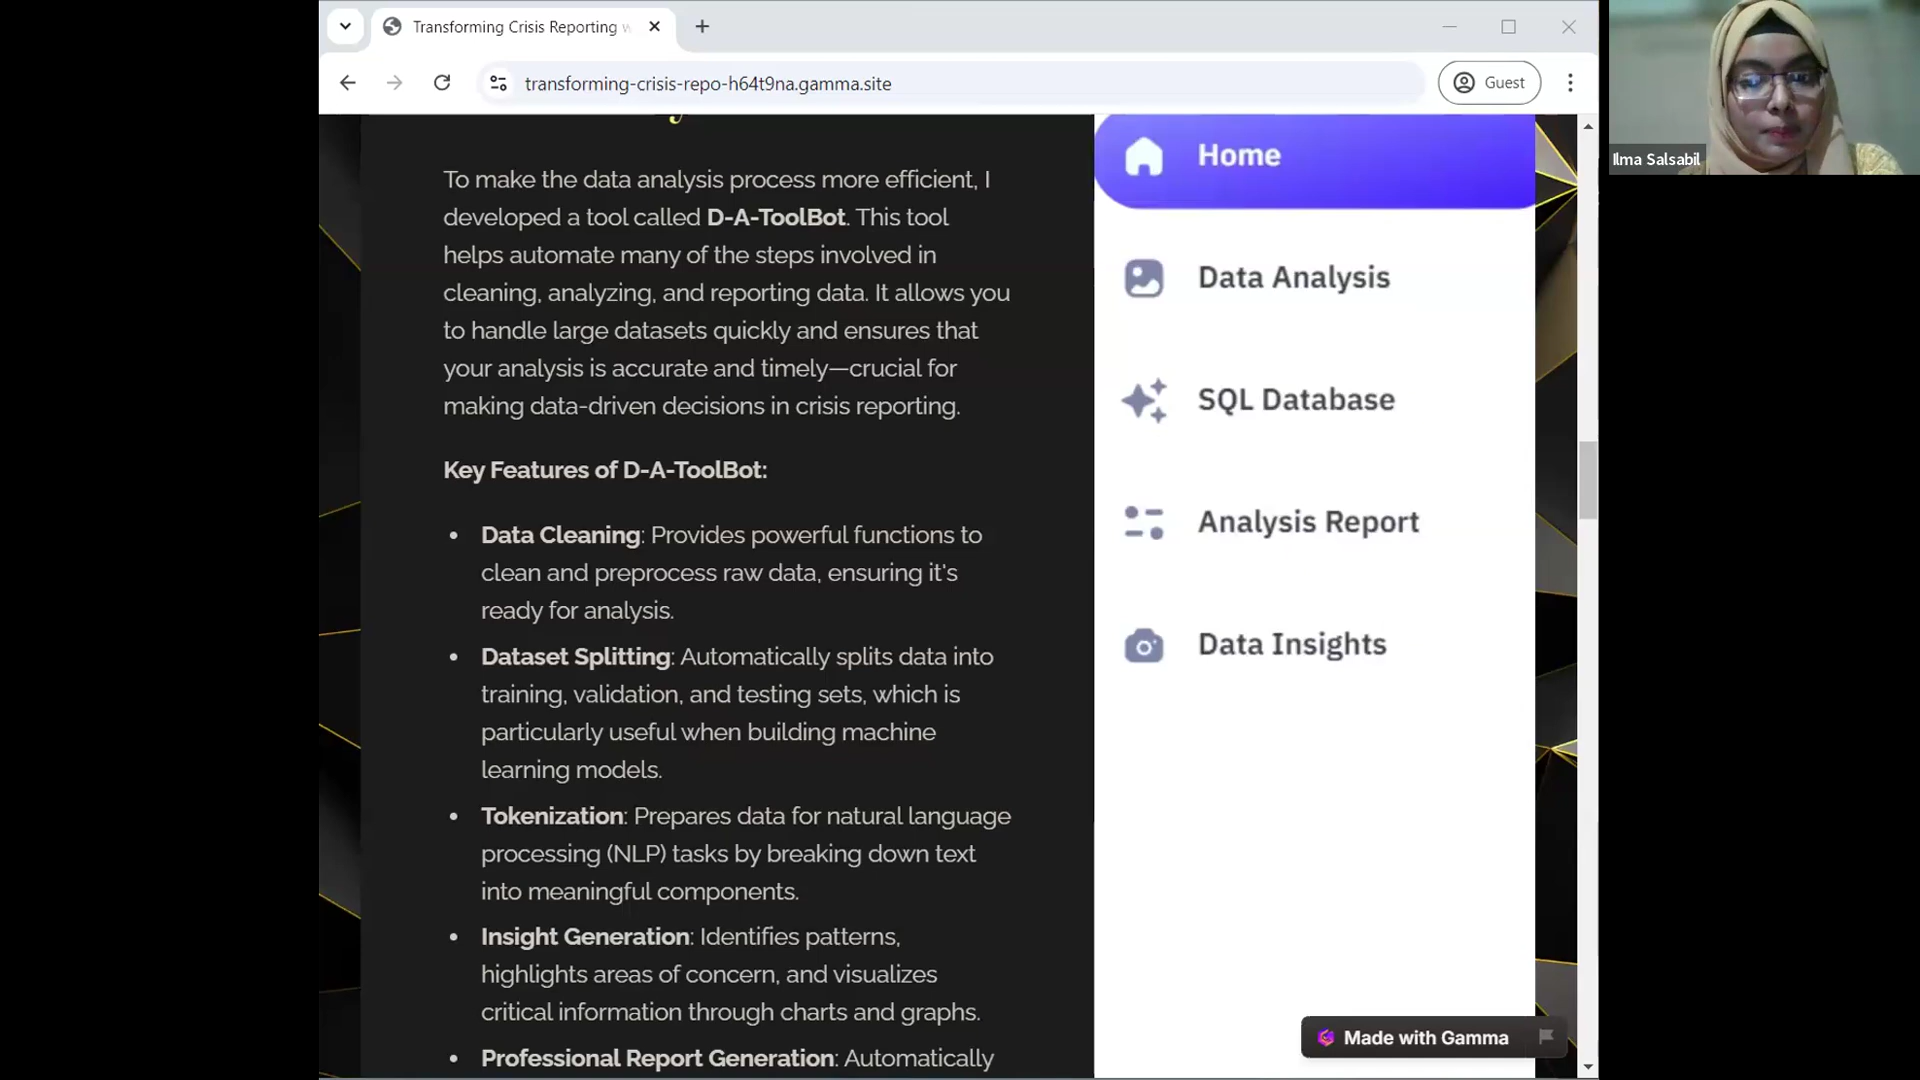 Transforming Crisis Reporting w
transforming-crisis-repo-h64t9na.gamma.site
Guest
Ilma Salsabil
To make the data analysis process more efficient, I
developed a tool called D-A-ToolBot. This tool
helps automate many of the steps involved in
cleaning, analyzing, and reporting data. It allows you
to handle large datasets quickly and ensures that
your analysis is accurate and timely—crucial for
making data-driven decisions in crisis reporting.
Key Features of D-A-ToolBot:
• Data Cleaning: Provides powerful functions to
clean and preprocess raw data, ensuring it's
ready for analysis.
• Dataset Splitting: Automatically splits data into
training, validation, and testing sets, which is
particularly useful when building machine
learning models.
• Tokenization: Prepares data for natural language
processing (NLP) tasks by breaking down text
into meaningful components.
• Insight Generation: Identifies patterns,
highlights areas of concern, and visualizes
critical information through charts and graphs.
• Professional Report Generation: Automatically
Home
Data Analysis
SQL Database
Analysis Report
Data Insights
Made with Gamma